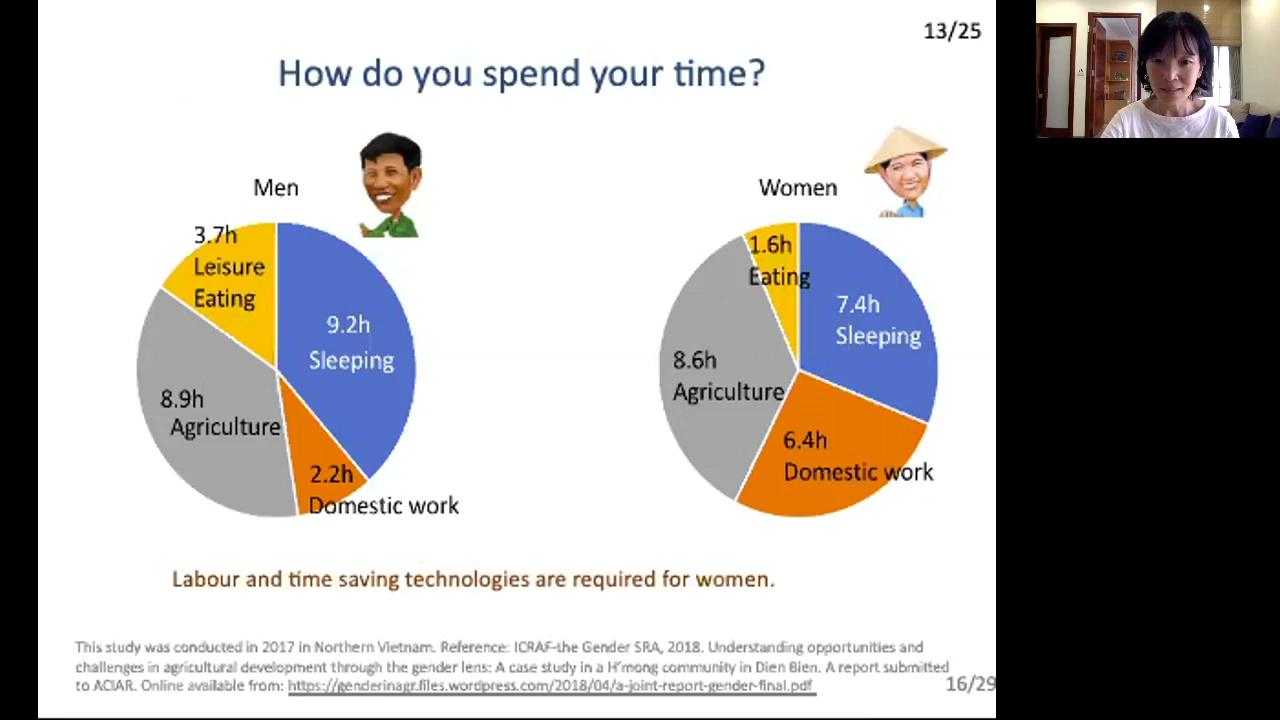 13/25
How do you spend your time?
Men
Women
3.7h
Leisure
Eating
9.2h
Sleeping
8.9h
Agriculture
2.2h
Domestic work
1.6h
Eating
7.4h
Sleeping
8.6h
Agriculture
6.4h
Domestic work
Labour and time saving technologies are required for women.
This study was conducted in 2017 in Northern Vietnam. Reference: ICRAF-the Gender SRA, 2018. Understanding opportunities and
challenges in agricultural development through the gender lens: A case study in a H'mong community in Dien Bien. A report submitted
to ACIAR. Online available from: https://genderinagr.files.wordpress.com/2018/04/a-joint-report-gender-final.pdf
16/29